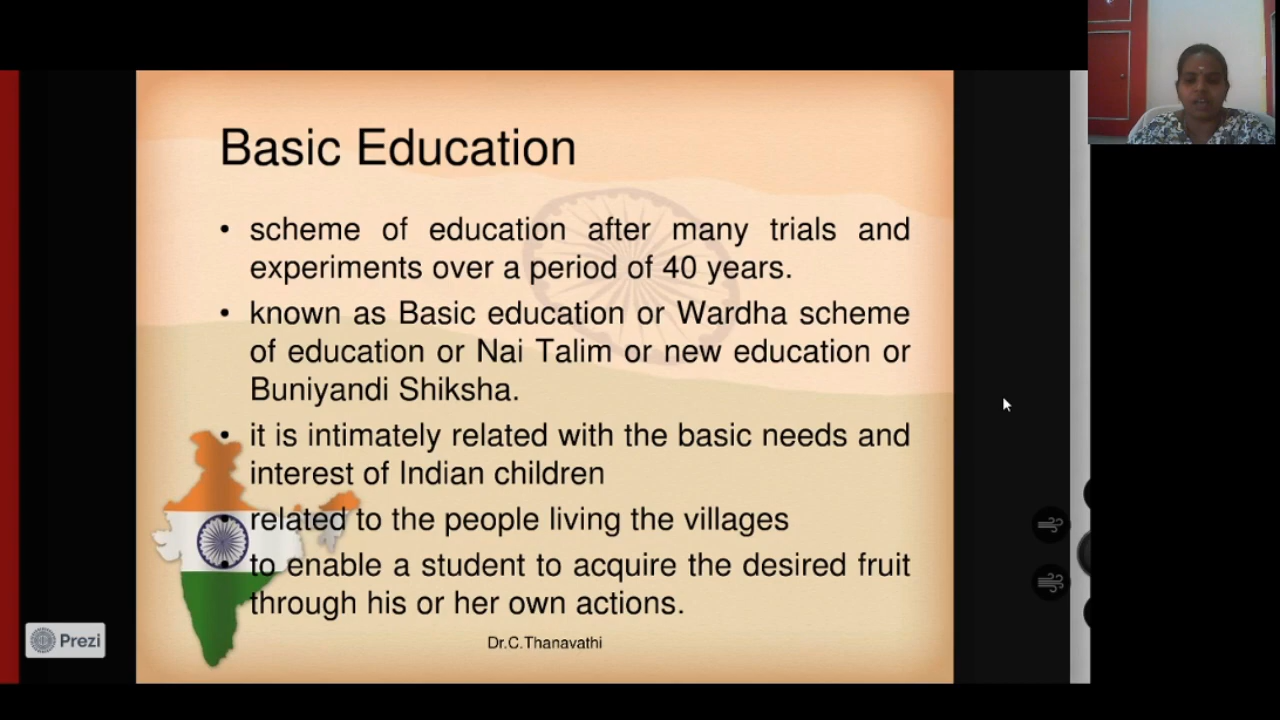 Basic Education
• scheme of education after many trials and
experiments over a period of 40 years.
• known as Basic education or Wardha scheme
of education or Nai Talim or new education or
Buniyandi Shiksha.
• it is intimately related with the basic needs and
interest of Indian children
• related to the people living the villages
• to enable a student to acquire the desired fruit
through his or her own actions.
Dr.C.Thanavathi
Prezi